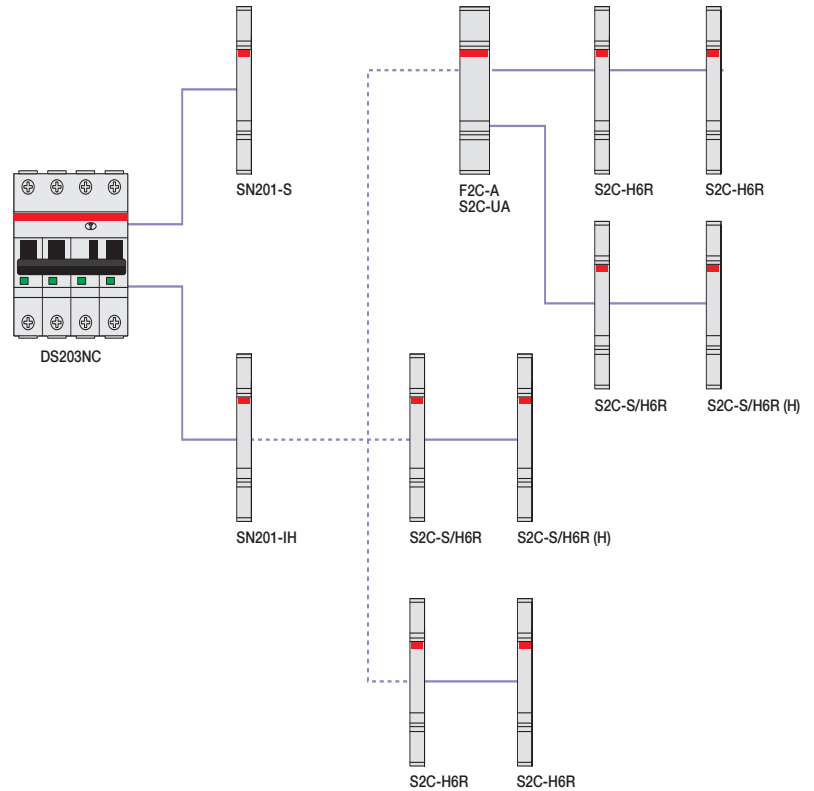 SN201-S
F2C-A
S2C-UA
S2C-H6R
S2C-H6R
DS203NC
S2C-S/H6R
S2C-S/H6R (H)
SN201-IH
S2C-S/H6R
S2C-S/H6R (H)
S2C-H6R
S2C-H6R